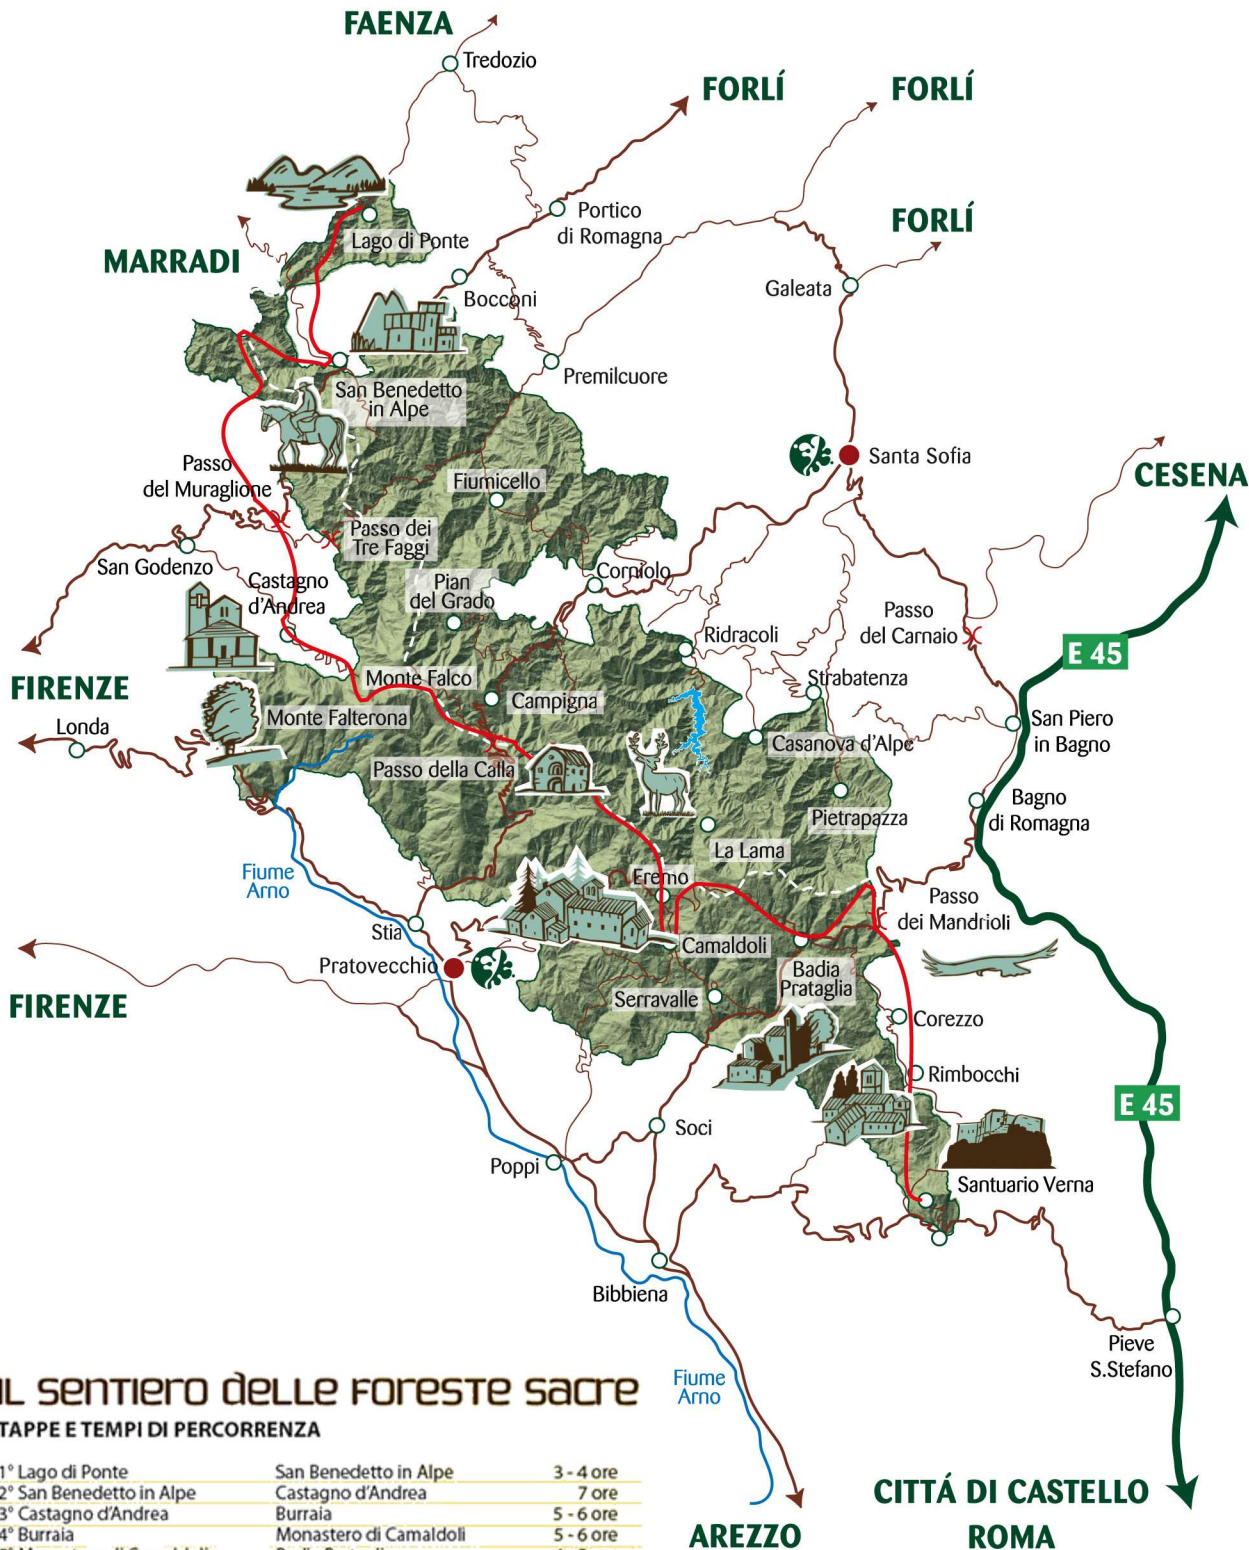 FAENZA
Tredozio
FORLÍ
FORLÍ
Portico
di Romagna
FORLÍ
Lago di Ponte
MARRADI
Galeata
Bocconi
Premilcuore
San Benedetto
in Alpe
Santa Sofia
CESENA
Passo
del Muraglione
Fiumicello
Passo dei
Tre Faggi
San Godenzo
Castagno
d'Andrea
Pian
del Grado
Corniolo
Passo
del Carnaio
Ridracoli
E 45
FIRENZE
Monte Falco
Strabatenza
Campigna
Monte Falterona
Londa
San Piero
in Bagno
Casanova d'Alpe
Passo della Calla
Pietrapazza
Bagno
di Romagna
La Lama
Fiume
Arno
Eremo
Passo
dei Mandrioli
Stia
Camaldoli
Pratovecchio
Badia
Prataglia
FIRENZE
Serravalle
Corezzo
Rimbocchi
E 45
Soci
Poppi
Santuario Verna
Bibbiena
Pieve
S.Stefano
Fiume
Arno
IL SENTIERO DELLE FORESTE SACRE
TAPPE E TEMPI DI PERCORRENZA
1° Lago di Ponte San Benedetto in Alpe 3 - 4 ore
2° San Benedetto in Alpe Castagno d'Andrea 7 ore
3° Castagno d'Andrea Burraia 5 - 6 ore
4° Burraia Monastero di Camaldoli 5 - 6 ore
CITTÁ DI CASTELLO
ROMA
AREZZO